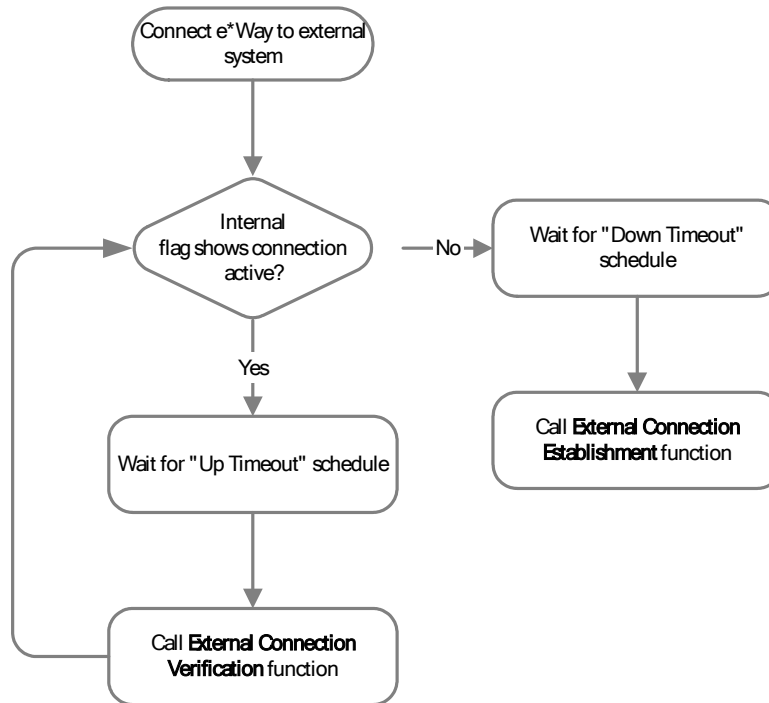 Connect e*Way to external
system
Internal
flag shows connection
active?
No
Wait for "Down Timeout"
schedule
Yes
Call External Connection
Establishment function
Wait for "Up Timeout" schedule
Call External Connection
Verification function